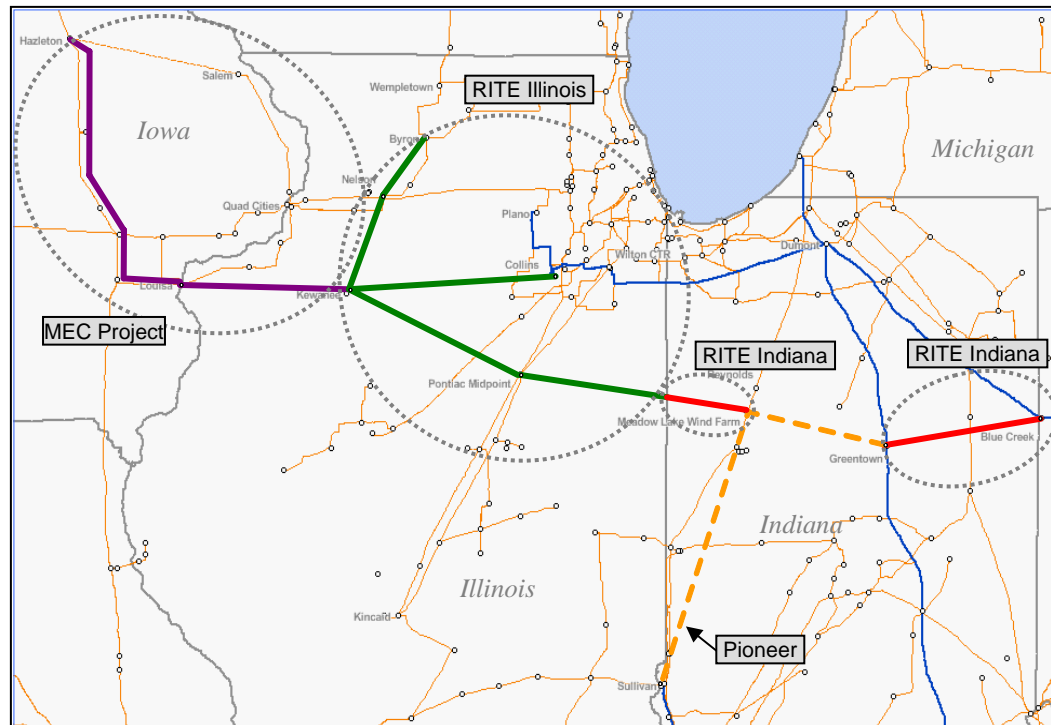 Hazleton
Salem
Iowa
Wempletown
RITE Illinois
Byron
Nelson
Quad Cities
Michigan
Plano
Dumont
Collins
Wilton CTR
Louisa
Kewanee
MEC Project
RITE Indiana
RITE Indiana
Reynolds
Pontiac Midpoint
Meadow Lake Wind Farm
Blue Creek
Greentown
Indiana
Illinois
Kincaid
Pioneer
Sullivan